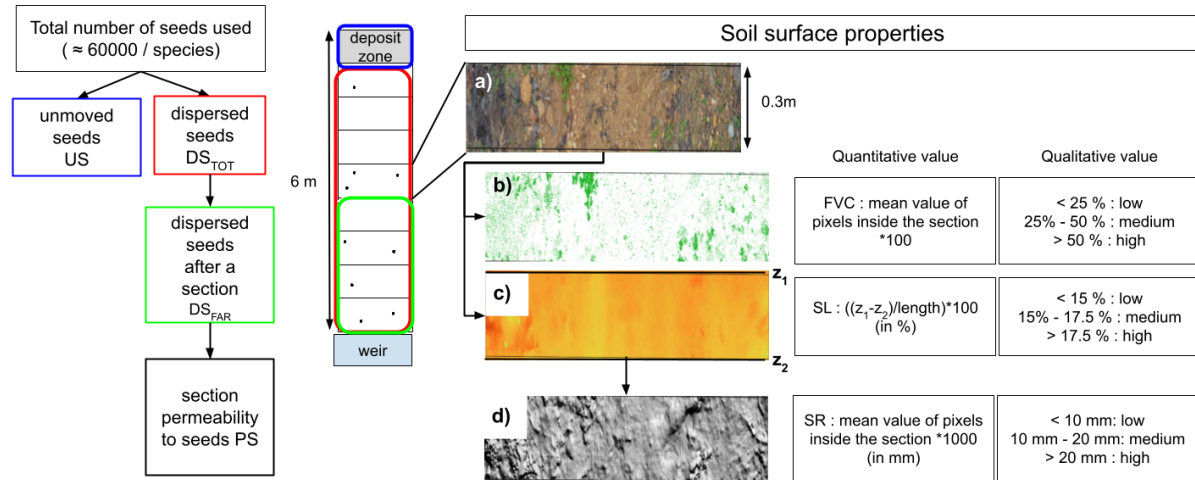 Total number of seeds used
( ≈ 60000 / species)
unmoved
seeds
US
dispersed
seeds
DS_TOT
dispersed
seeds
after a
section
DS_FAR
section
permeability
to seeds PS
deposit
zone
6 m
weir
Soil surface properties
a)
0.3m
Quantitative value
Qualitative value
b)
FVC : mean value of
pixels inside the section
*100
< 25 % : low
25% - 50 % : medium
> 50 % : high
z₁
c)
SL : ((z₁-z₂)/length)*100
(in %)
< 15 % : low
15% - 17.5 % : medium
> 17.5 % : high
z₂
d)
SR : mean value of pixels
inside the section *1000
(in mm)
< 10 mm: low
10 mm - 20 mm: medium
> 20 mm : high